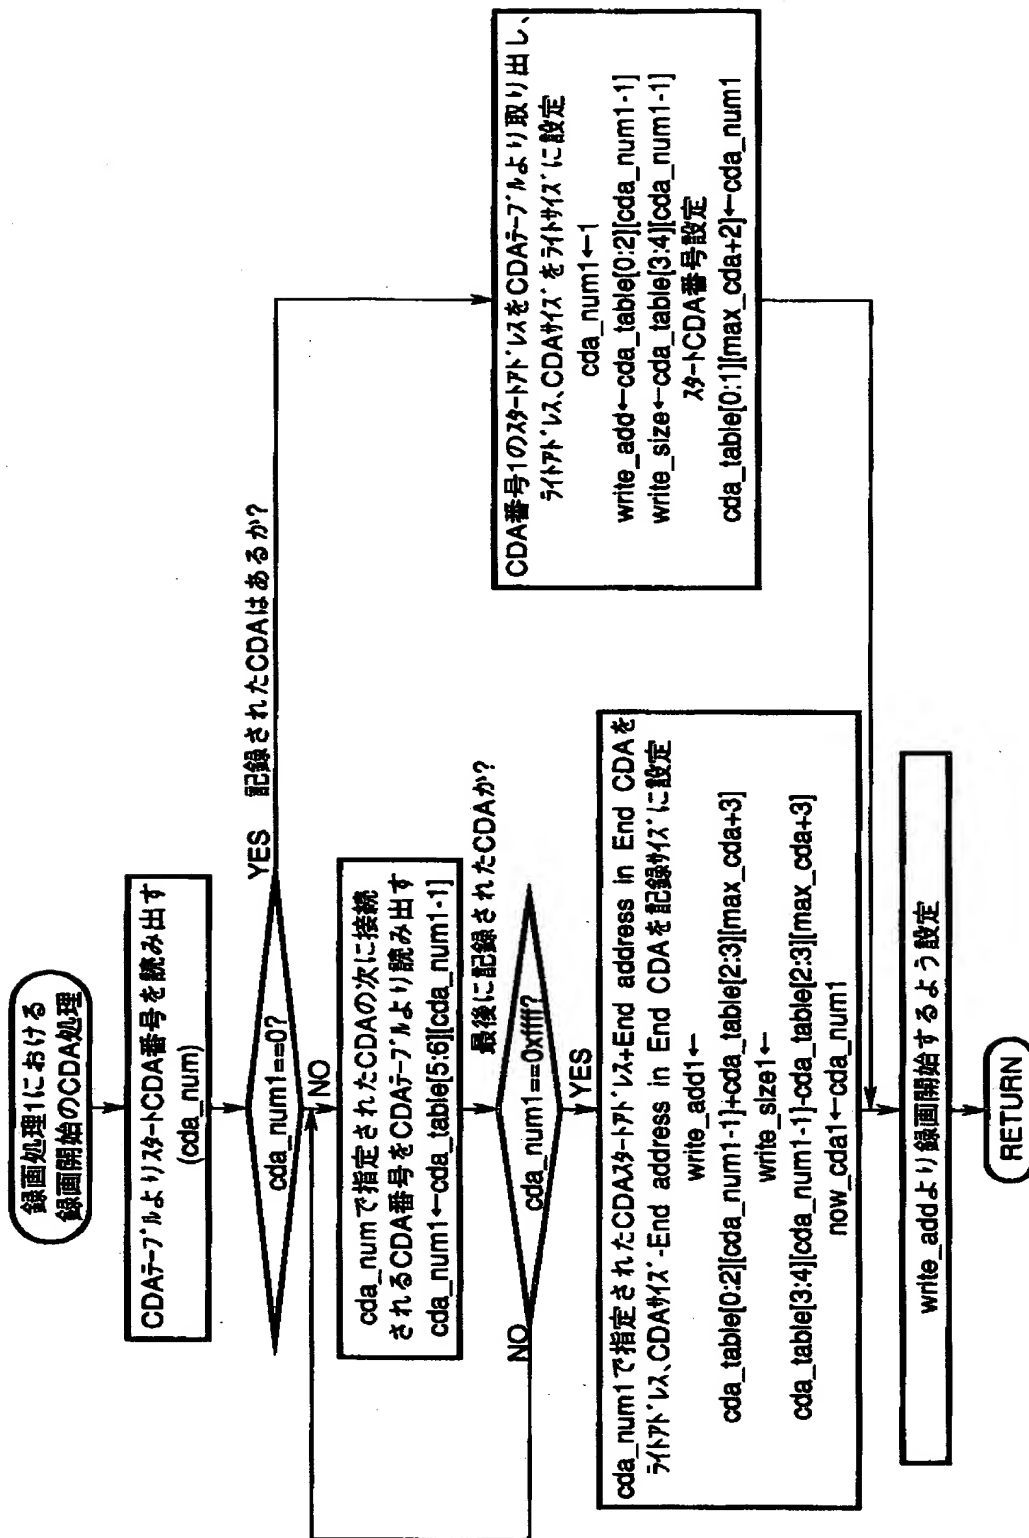 録画処理1における
録画開始のCDA処理
CDAテーブルよりスタートCDA番号を読み出す
(cda_num)
cda_num1==0?
YES
記録されたCDAはあるか?
NO
cda_numで指定されたCDAの次に接続
されるCDA番号をCDAテーブルより読み出す
cda_num1←cda_table[5:6][cda_num1-1]
最後に記録されたCDAか?
cda_num1==0xffff?
NO
YES
cda_num1で指定されたCDAスタートアドレス+End address in End CDAを
ライトアドレス、CDAサイズ-End address in End CDAを記録サイズに設定
write_add1←
cda_table[0:2][cda_num1-1]+cda_table[2:3][max_cda+3]
write_size1←
cda_table[3:4][cda_num1-1]-cda_table[2:3][max_cda+3]
now_cda1←cda_num1
CDA番号1のスタートアドレスをCDAテーブルより取り出し、
ライトアドレス、CDAサイズをライトサイズに設定
cda_num1←1
write_add←cda_table[0:2][cda_num1-1]
write_size←cda_table[3:4][cda_num1-1]
スタートCDA番号設定
cda_table[0:1][max_cda+2]←cda_num1
write_addより録画開始するよう設定
RETURN